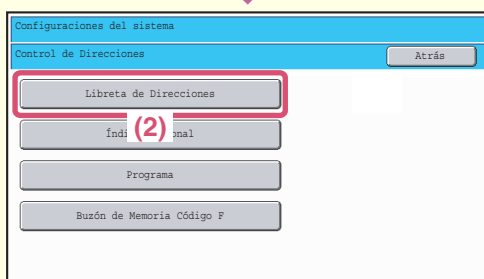 Configuraciones del sistema
Control de Direcciones
Atrás
Libreta de Direcciones
(2)
Programa
Buzón de Memoria Código F